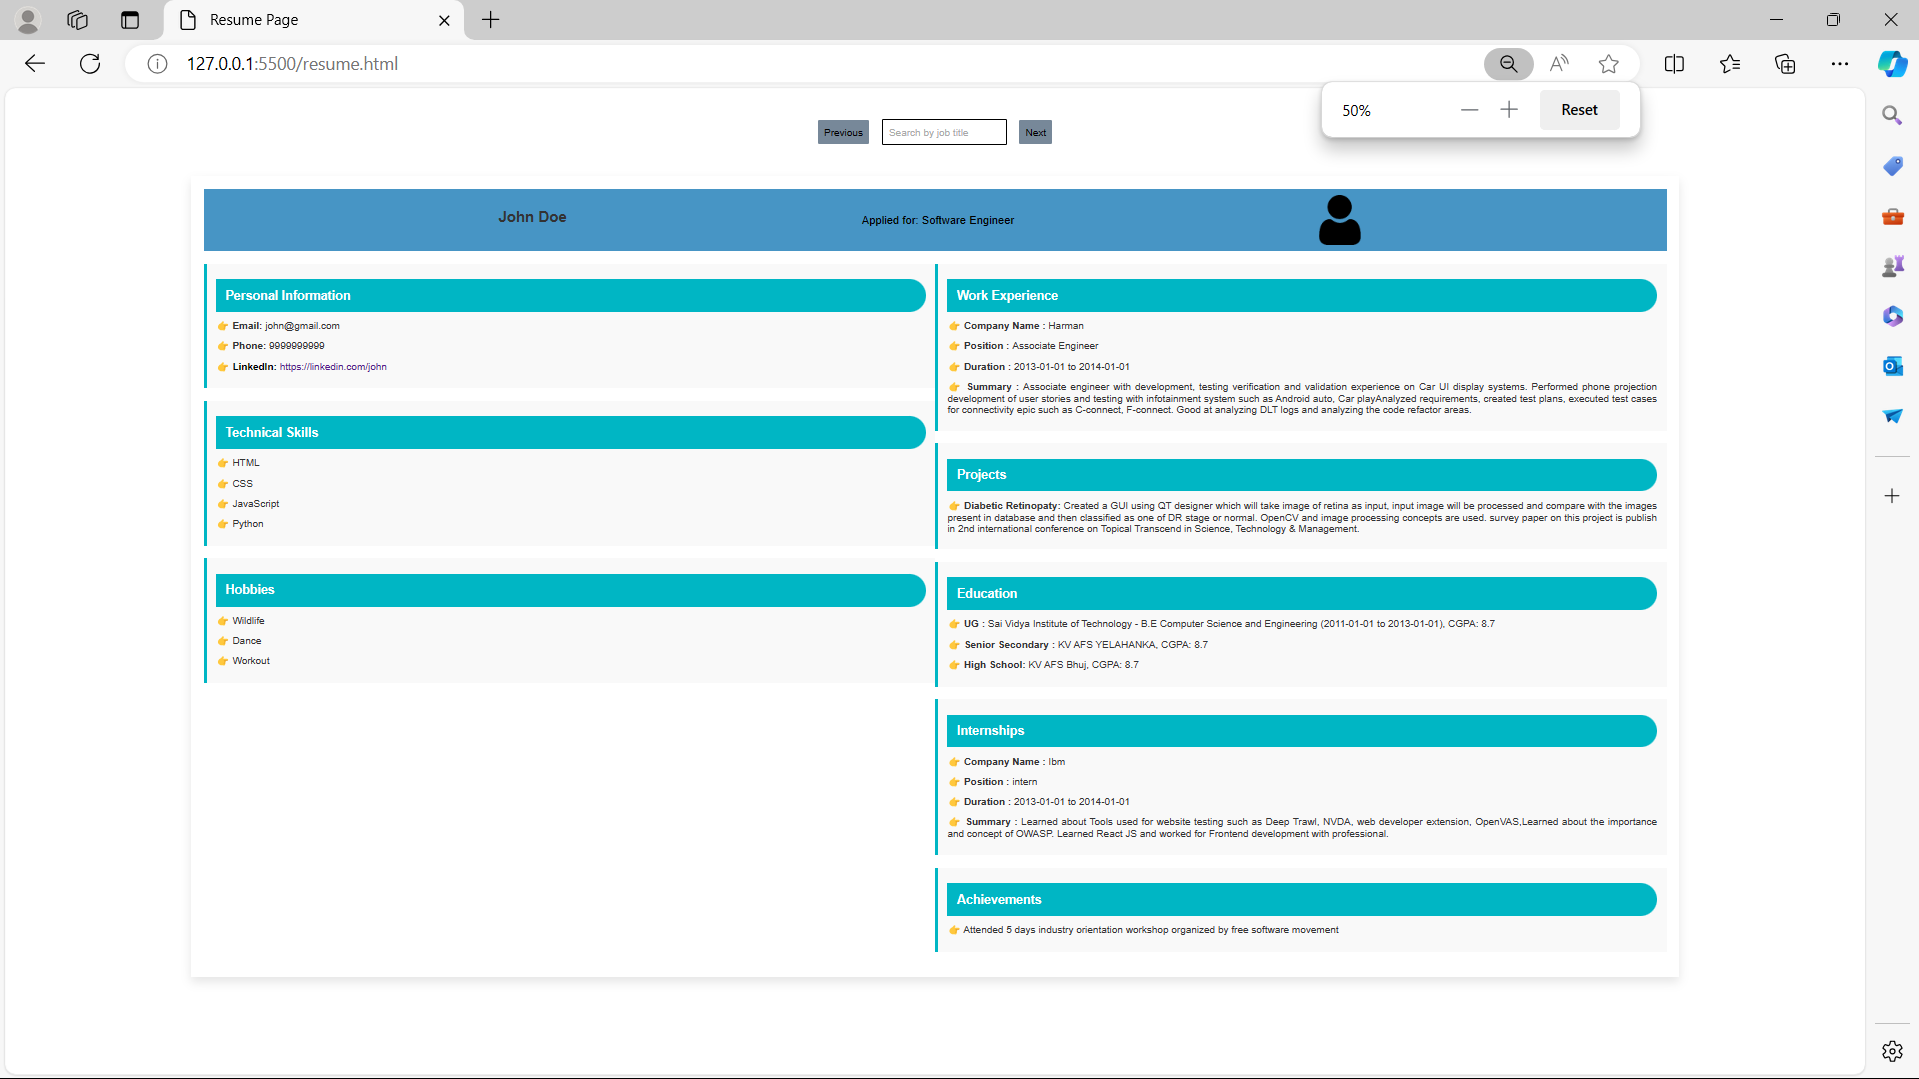 Resume Page
127.0.0.1:5500/resume.html
50%
Reset
Previous
Search by job title
Next
John Doe
Applied for: Software Engineer
Personal Information
👉 Email: john@gmail.com
👉 Phone: 9999999999
👉 LinkedIn: https://linkedin.com/john
Technical Skills
👉 HTML
👉 CSS
👉 JavaScript
👉 Python
Hobbies
👉 Wildlife
👉 Dance
👉 Workout
Work Experience
👉 Company Name : Harman
👉 Position : Associate Engineer
👉 Duration : 2013-01-01 to 2014-01-01
👉 Summary : Associate engineer with development, testing verification and validation experience on Car UI display systems. Performed phone projection
development of user stories and testing with infotainment system such as Android auto, Car playAnalyzed requirements, created test plans, executed test cases
for connectivity epic such as C-connect, F-connect. Good at analyzing DLT logs and analyzing the code refactor areas.
Projects
👉 Diabetic Retinopaty: Created a GUI using QT designer which will take image of retina as input, input image will be processed and compare with the images
present in database and then classified as one of DR stage or normal. OpenCV and image processing concepts are used. survey paper on this project is publish
in 2nd international conference on Topical Transcend in Science, Technology & Management.
Education
👉 UG : Sai Vidya Institute of Technology - B.E Computer Science and Engineering (2011-01-01 to 2013-01-01), CGPA: 8.7
👉 Senior Secondary : KV AFS YELAHANKA, CGPA: 8.7
👉 High School: KV AFS Bhuj, CGPA: 8.7
Internships
👉 Company Name : Ibm
👉 Position : intern
👉 Duration : 2013-01-01 to 2014-01-01
👉 Summary : Learned about Tools used for website testing such as Deep Trawl, NVDA, web developer extension, OpenVAS,Learned about the importance
and concept of OWASP. Learned React JS and worked for Frontend development with professional.
Achievements
👉 Attended 5 days industry orientation workshop organized by free software movement